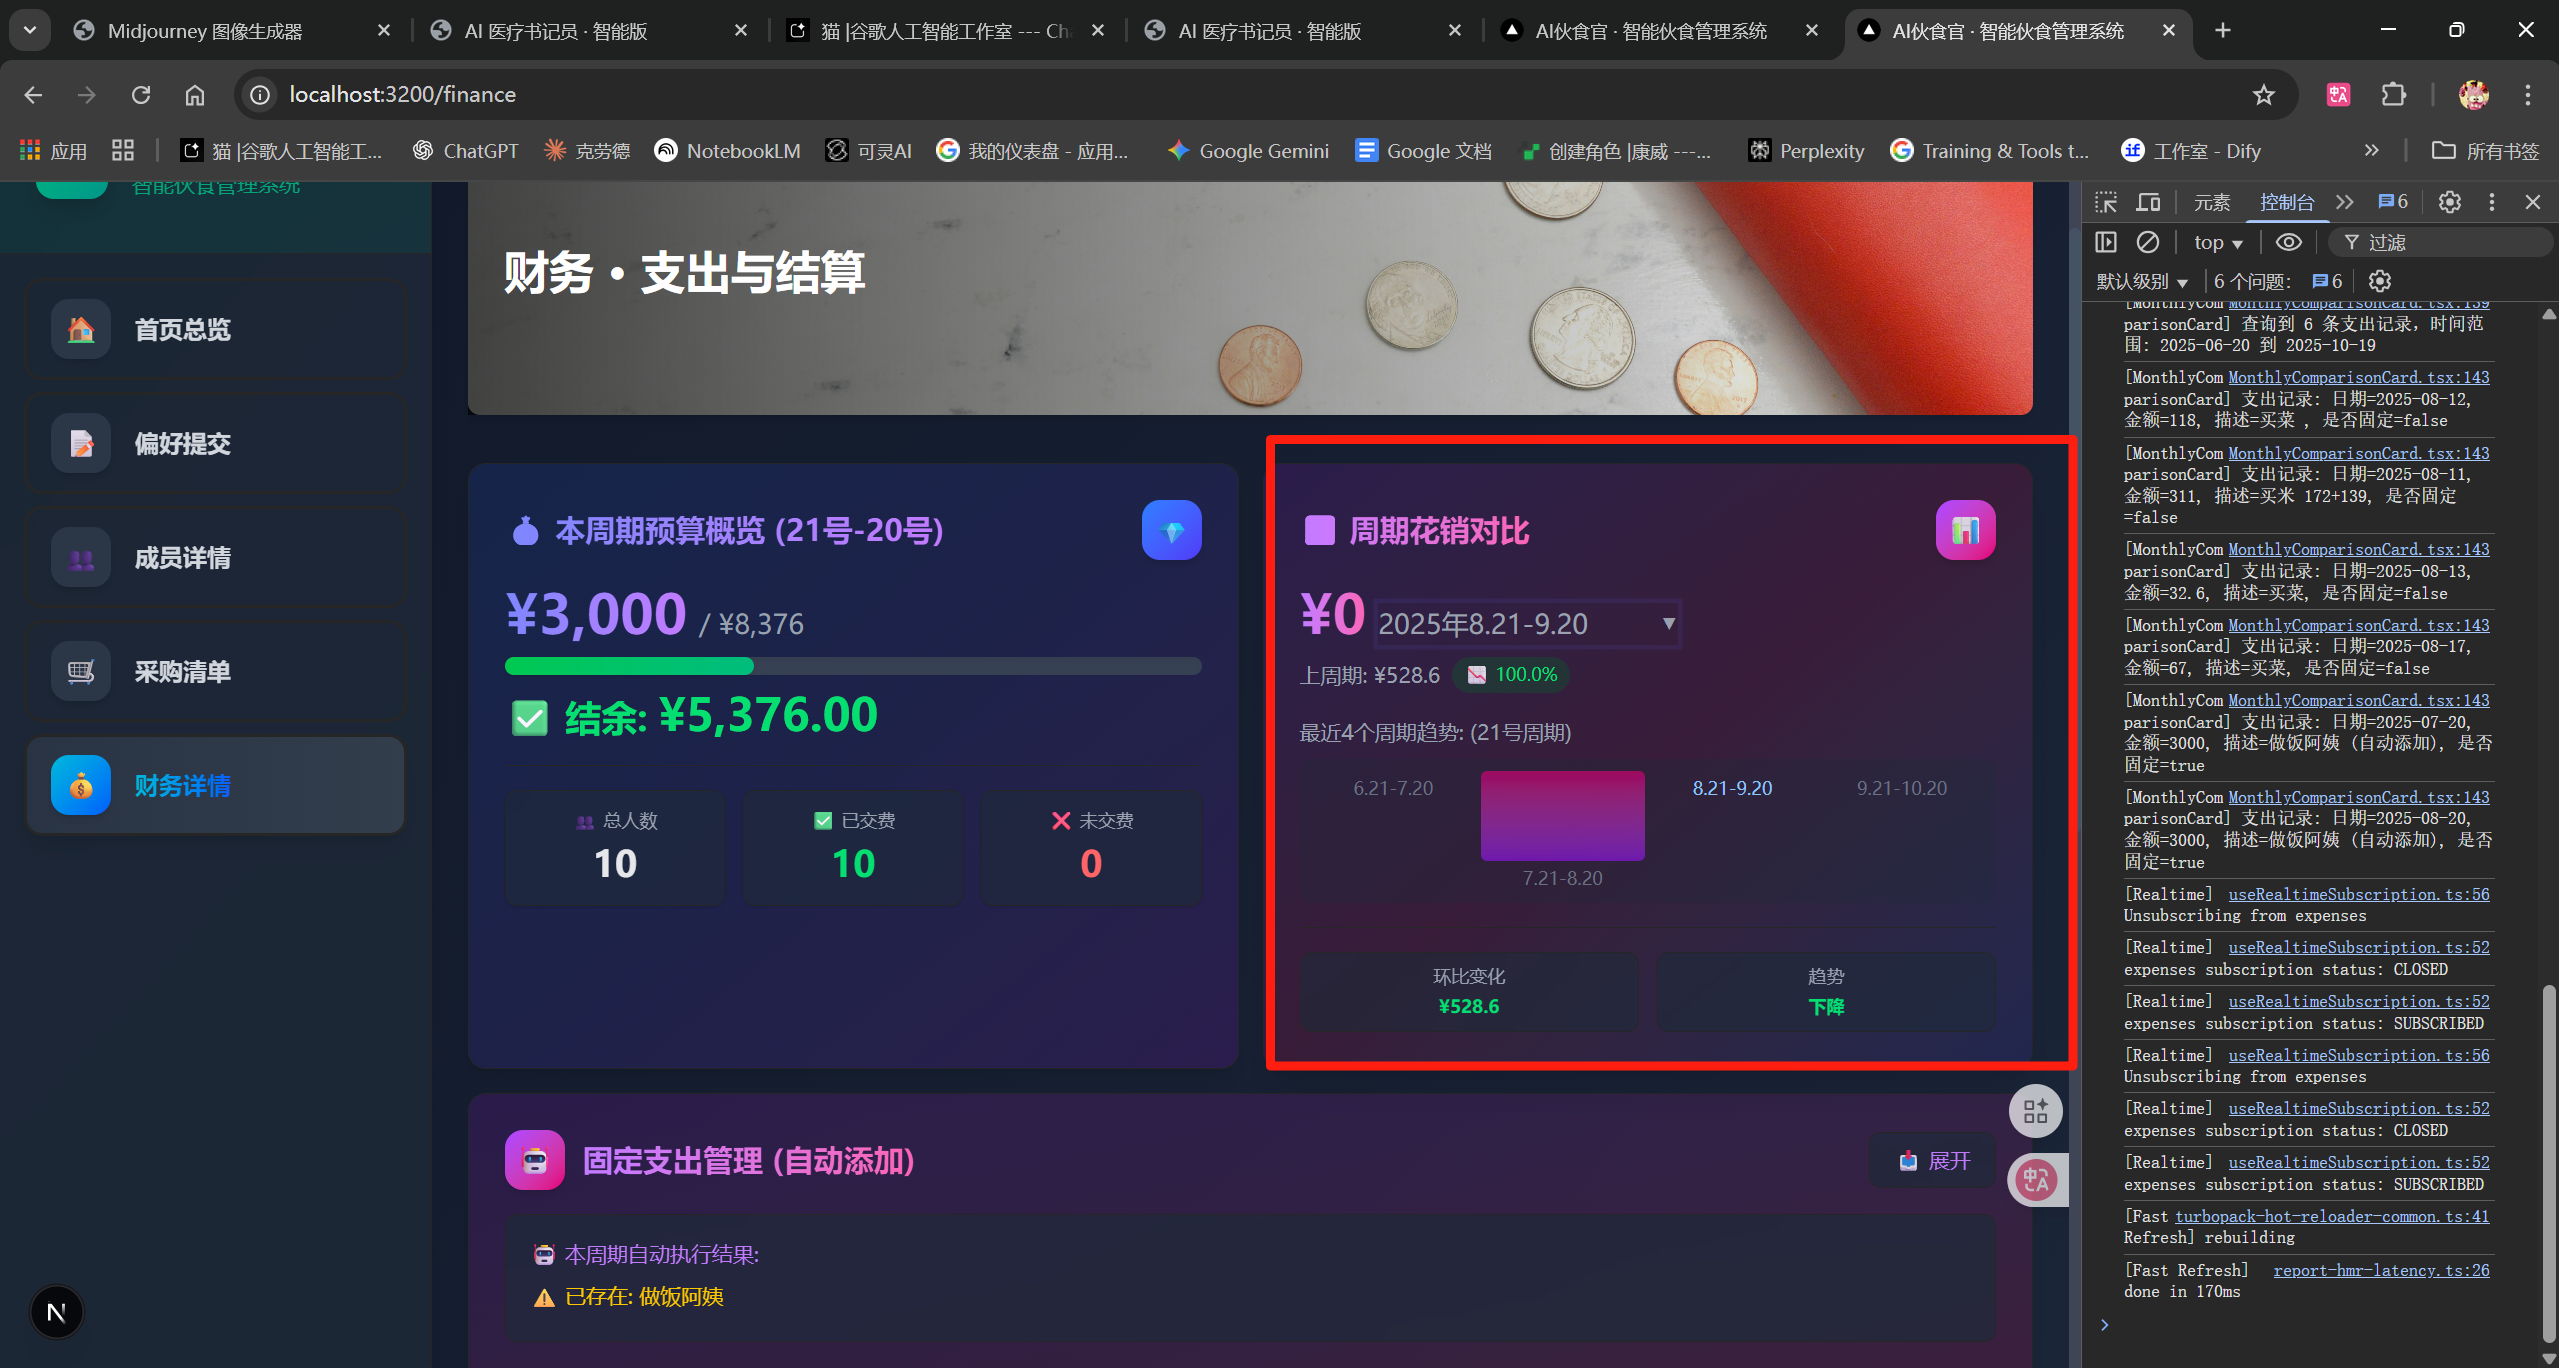 Midjourney 图像生成器
AI 医疗书记员 · 智能版
猫 |谷歌人工智能工作室 --- Ch
AI 医疗书记员 · 智能版
AI伙食官 · 智能伙食管理系统
AI伙食官 · 智能伙食管理系统
localhost:3200/finance
应用
猫 |谷歌人工智能工...
ChatGPT
克劳德
NotebookLM
可灵AI
我的仪表盘 - 应用...
Google Gemini
Google 文档
创建角色 |康威 ---...
Perplexity
Training & Tools t...
工作室 - Dify
所有书签
智能伙食管理系统
首页总览
偏好提交
成员详情
采购清单
财务详情
财务 · 支出与结算
本周期预算概览 (21号-20号)
¥3,000 / ¥8,376
结余: ¥5,376.00
总人数
10
已交费
10
未交费
0
周期花销对比
¥0 2025年8.21-9.20
上周期: ¥528.6 100.0%
最近4个周期趋势: (21号周期)
6.21-7.20
7.21-8.20
8.21-9.20
9.21-10.20
环比变化
¥528.6
趋势
下降
固定支出管理 (自动添加)
展开
本周期自动执行结果:
已存在: 做饭阿姨
元素
控制台
6
top
过滤
默认级别
6 个问题:
6
[MonthlyCom MonthlyComparisonCard.tsx:139
parisonCard] 查询到 6 条支出记录，时间范
围: 2025-06-20 到 2025-10-19
[MonthlyCom MonthlyComparisonCard.tsx:143
parisonCard] 支出记录: 日期=2025-08-12,
金额=118, 描述=买菜 , 是否固定=false
[MonthlyCom MonthlyComparisonCard.tsx:143
parisonCard] 支出记录: 日期=2025-08-11,
金额=311, 描述=买米 172+139, 是否固定
=false
[MonthlyCom MonthlyComparisonCard.tsx:143
parisonCard] 支出记录: 日期=2025-08-13,
金额=32.6, 描述=买菜, 是否固定=false
[MonthlyCom MonthlyComparisonCard.tsx:143
parisonCard] 支出记录: 日期=2025-08-17,
金额=67, 描述=买菜, 是否固定=false
[MonthlyCom MonthlyComparisonCard.tsx:143
parisonCard] 支出记录: 日期=2025-07-20,
金额=3000, 描述=做饭阿姨 (自动添加), 是否
固定=true
[MonthlyCom MonthlyComparisonCard.tsx:143
parisonCard] 支出记录: 日期=2025-08-20,
金额=3000, 描述=做饭阿姨 (自动添加), 是否
固定=true
[Realtime] useRealtimeSubscription.ts:56
Unsubscribing from expenses
[Realtime] useRealtimeSubscription.ts:52
expenses subscription status: CLOSED
[Realtime] useRealtimeSubscription.ts:52
expenses subscription status: SUBSCRIBED
[Realtime] useRealtimeSubscription.ts:56
Unsubscribing from expenses
[Realtime] useRealtimeSubscription.ts:52
expenses subscription status: CLOSED
[Realtime] useRealtimeSubscription.ts:52
expenses subscription status: SUBSCRIBED
[Fast turbopack-hot-reloader-common.ts:41
Refresh] rebuilding
[Fast Refresh] report-hmr-latency.ts:26
done in 170ms